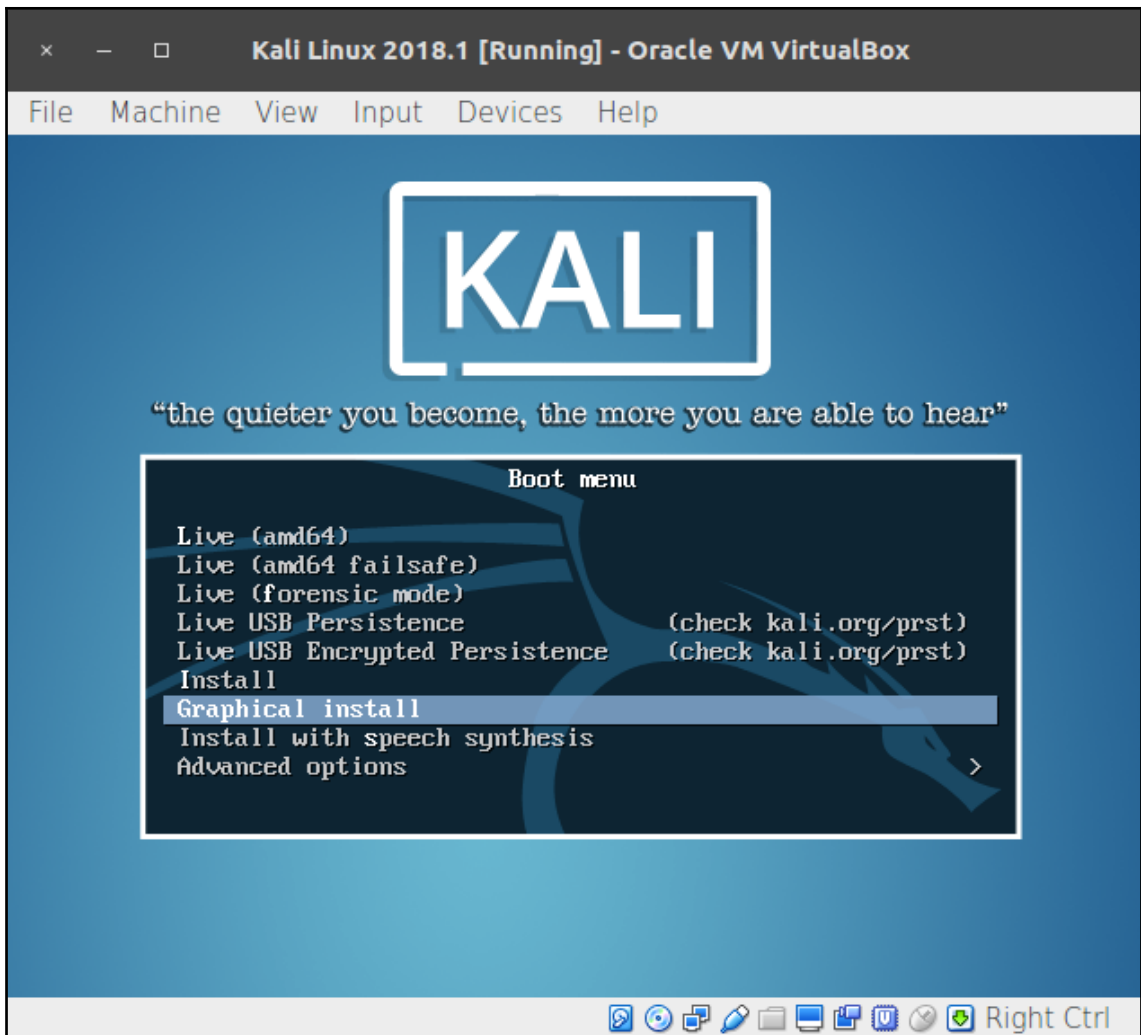 Kali Linux 2018.1 [Running] - Oracle VM VirtualBox
File Machine View Input Devices Help
KALI
“the quieter you become, the more you are able to hear”
Boot menu
Live (amd64)
Live (amd64 failsafe)
Live (forensic mode)
Live USB Persistence (check kali.org/prst)
Live USB Encrypted Persistence (check kali.org/prst)
Install
Graphical install
Install with speech synthesis
Advanced options >
Right Ctrl